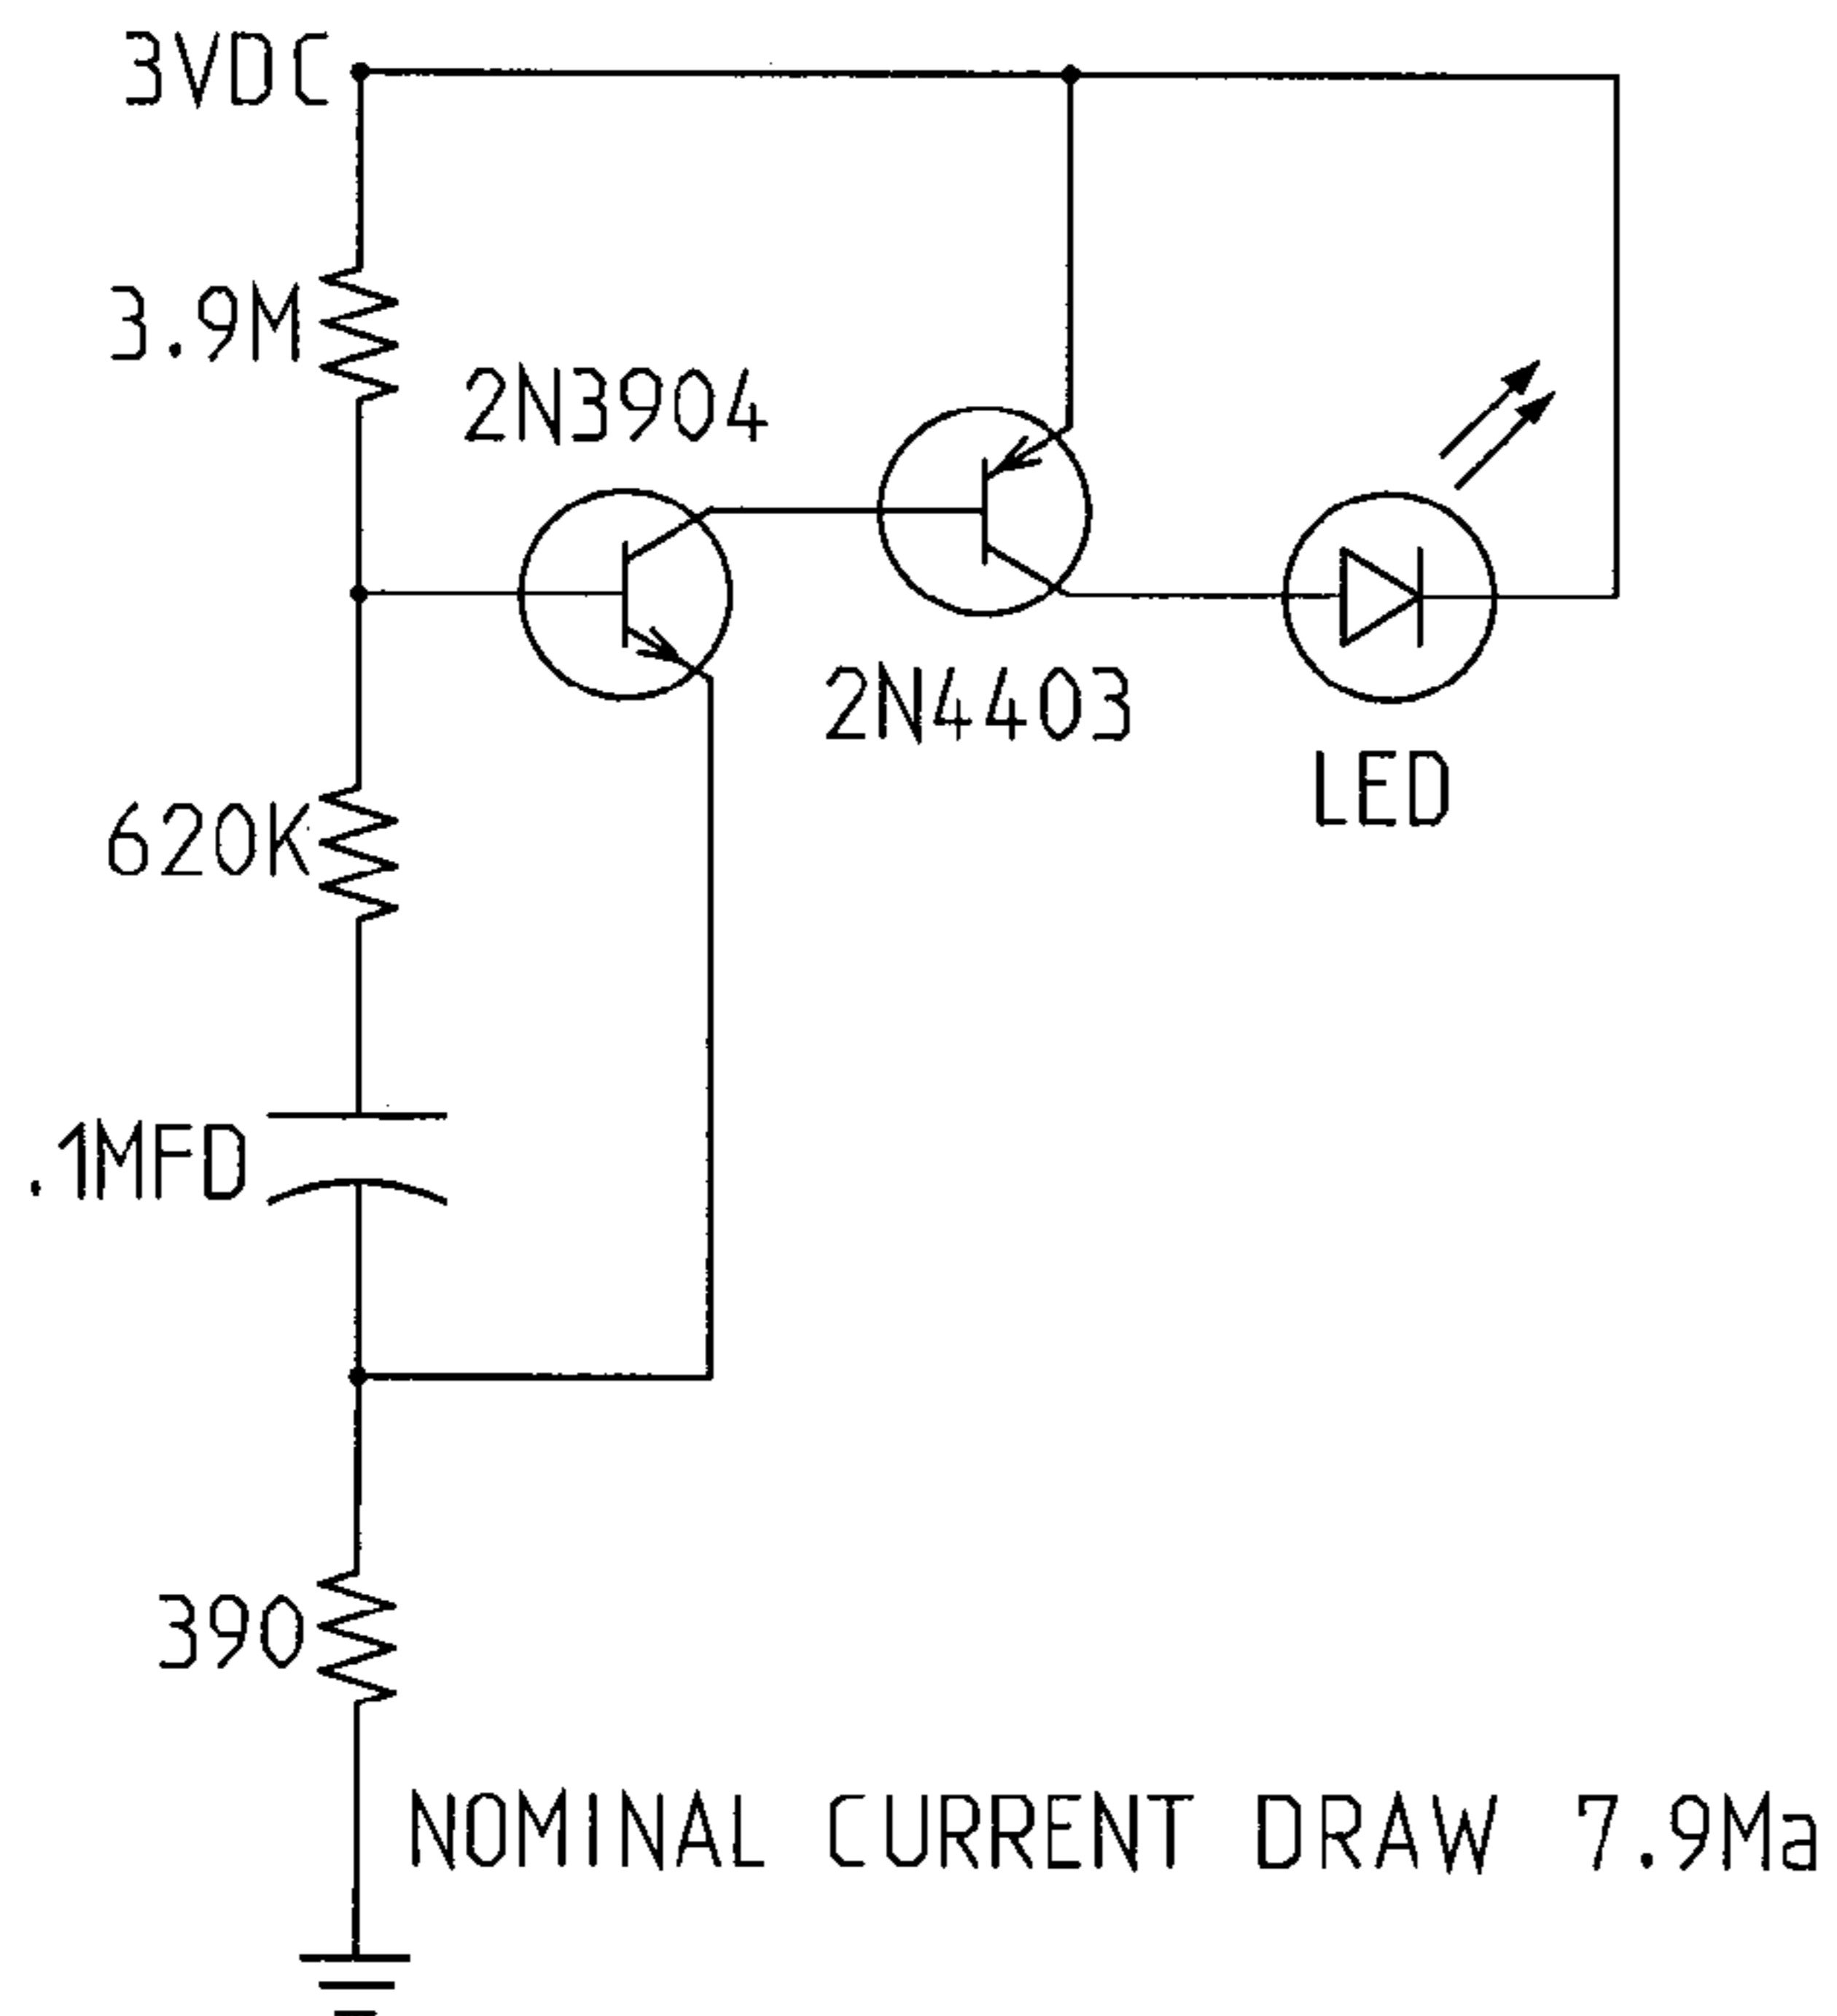 3VDC
3.9M
2N3904
2N4403
LED
620K
.1MFD
390
NOMINAL CURRENT DRAW 7.9Ma